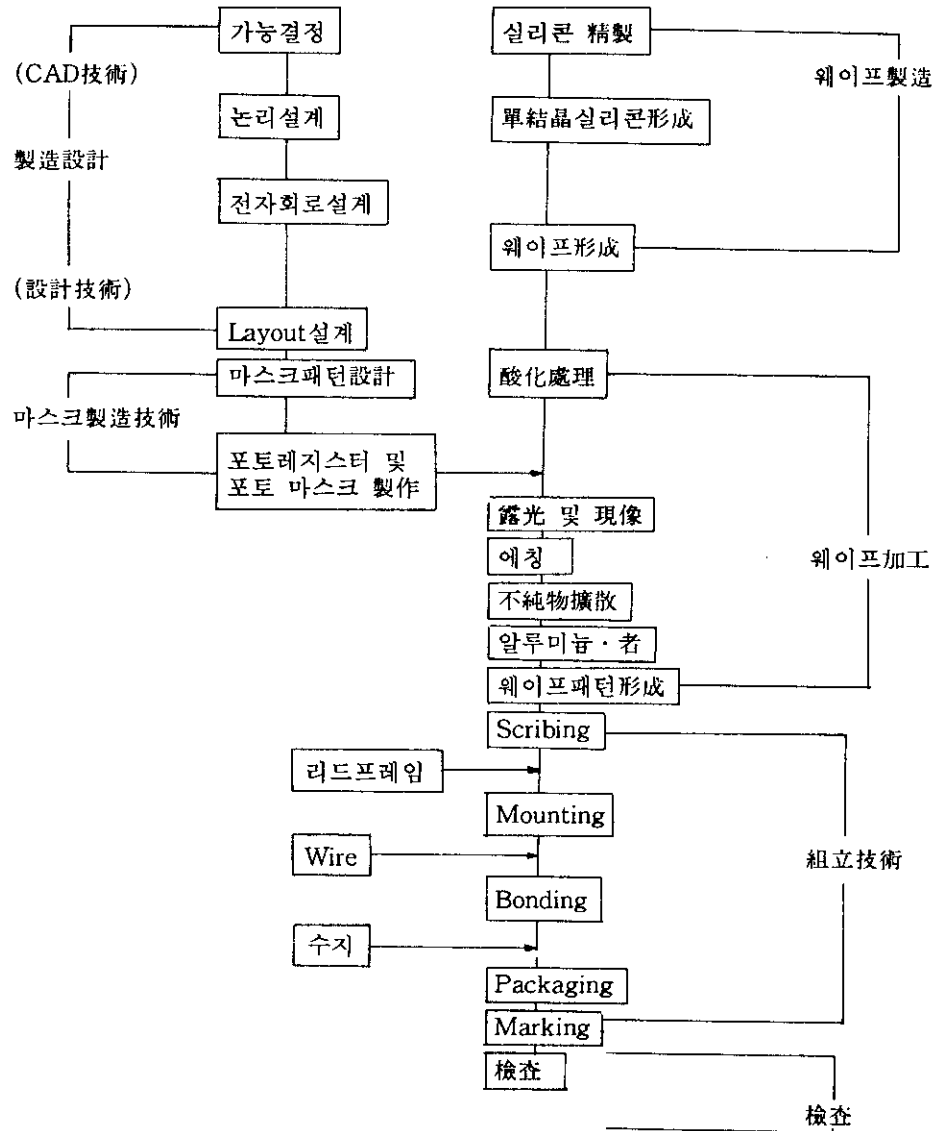 가능결정
실리콘 精製
(CAD技術)
웨이프製造
논리설계
單結晶실리콘形成
製造設計
전자회로설계
웨이프形成
(設計技術)
Layout설계
마스크패턴設計
酸化處理
마스크製造技術
포토레지스터 및
포토 마스크 製作
露光 및 現像
에칭
웨이프加工
不純物擴散
알루미늄·者
웨이프패턴形成
Scribing
리드프레임
Mounting
Wire
組立技術
Bonding
수지
Packaging
Marking
檢査
檢査